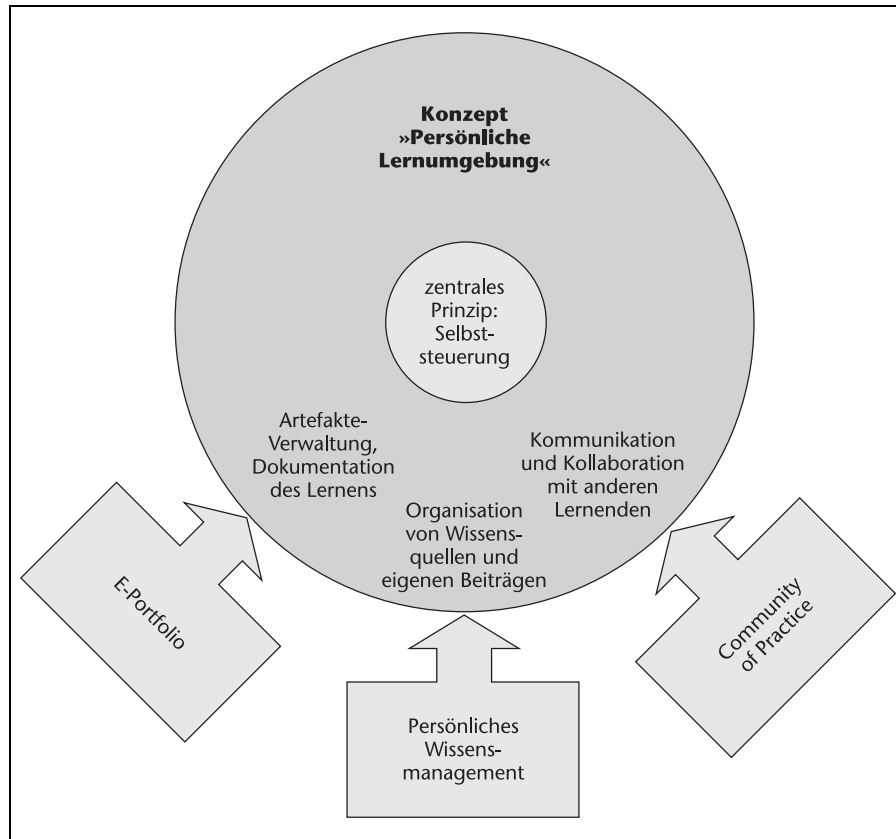 Konzept
»Persönliche
Lernumgebung«
zentrales
Prinzip:
Selbst-
steuerung
Artefakte-
Verwaltung,
Dokumentation
des Lernens
Organisation
von Wissens-
quellen und
eigenen Beiträgen
Kommunikation
und Kollaboration
mit anderen
Lernenden
E-Portfolio
Persönliches
Wissens-
management
Community
of Practice